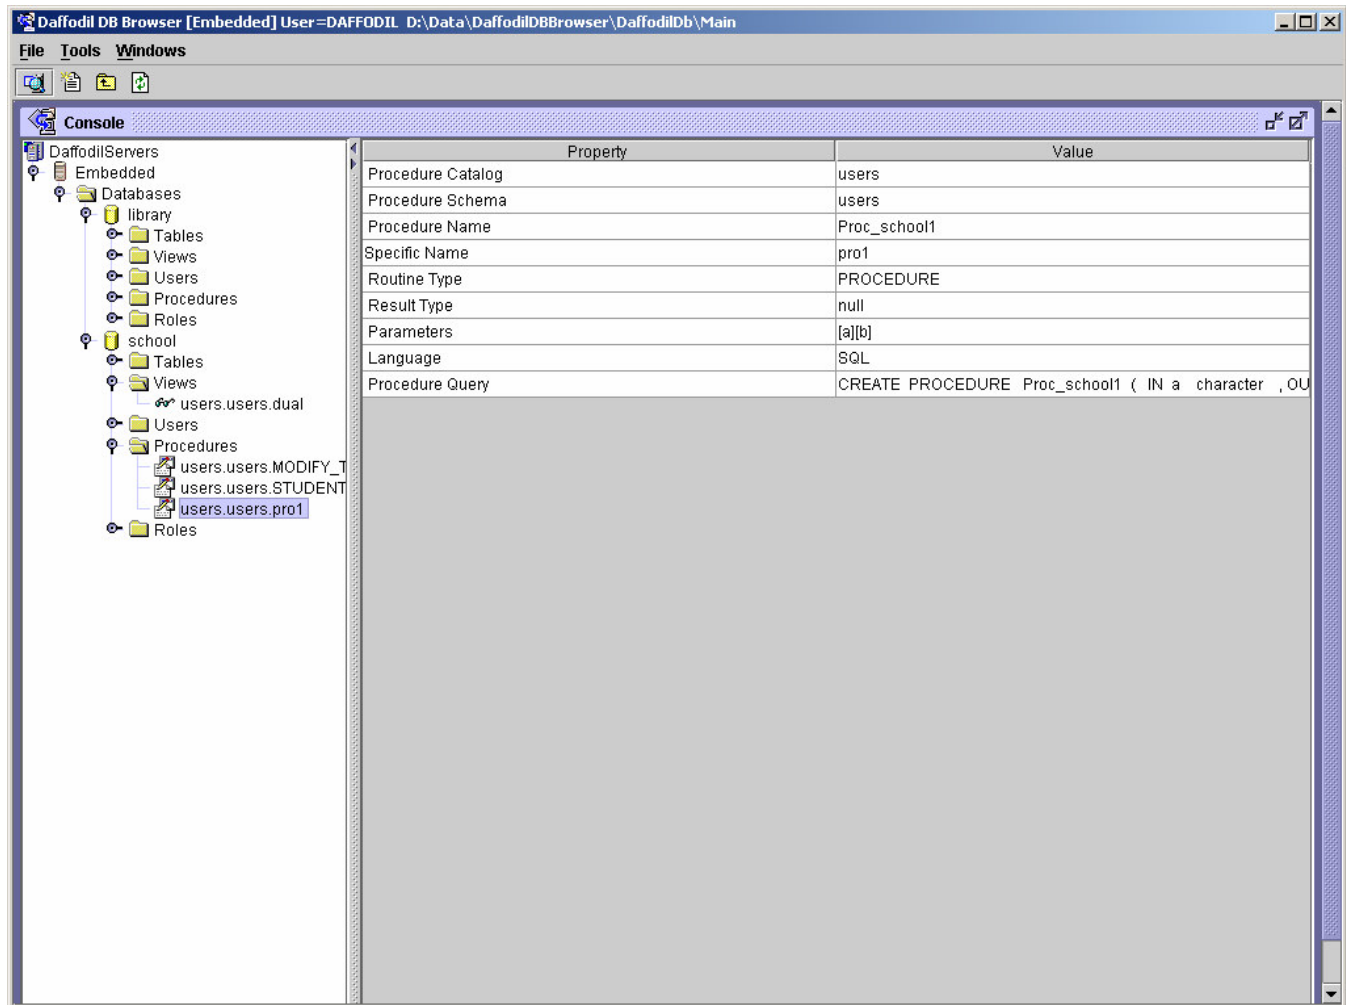 Daffodil DB Browser [Embedded] User=DAFFODIL D:\Data\DaffodilDBBrowser\DaffodilDb\Main
File Tools Windows
Console
DaffodilServers
Embedded
Databases
library
Tables
Views
Users
Procedures
Roles
school
Tables
Views
users.users.dual
Users
Procedures
users.users.MODIFY_T
users.users.STUDENT
users.users.pro1
Roles
Property Value
Procedure Catalog users
Procedure Schema users
Procedure Name Proc_school1
Specific Name pro1
Routine Type PROCEDURE
Result Type null
Parameters [a][b]
Language SQL
Procedure Query CREATE PROCEDURE Proc_school1 ( IN a character , OU